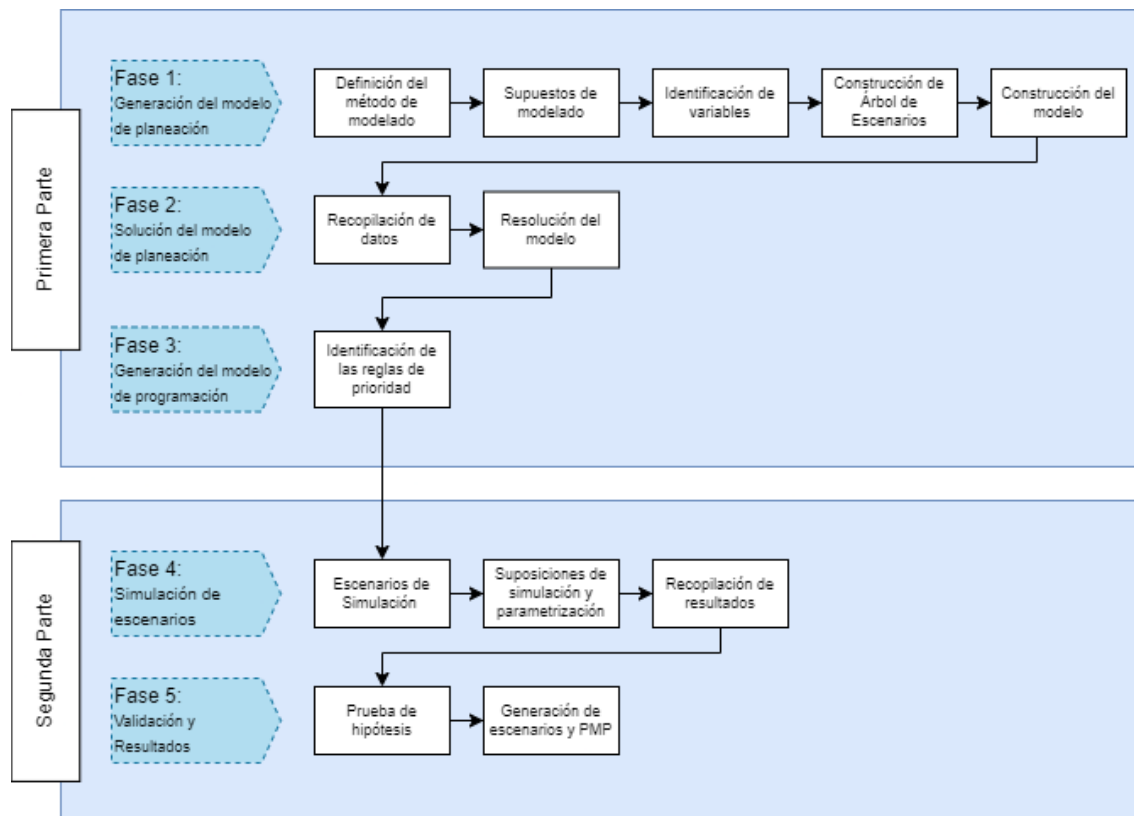 Primera Parte
Fase 1:
Generación del modelo
de planeación
Definición del
método de
modelado
Supuestos de
modelado
Identificación de
variables
Construcción de
Árbol de
Escenarios
Construcción del
modelo
Fase 2:
Solución del modelo
de planeación
Recopilación de
datos
Resolución del
modelo
Fase 3:
Generación del modelo
de programación
Identificación de
las reglas de
prioridad
Segunda Parte
Fase 4:
Simulación de
escenarios
Escenarios de
Simulación
Suposiciones de
simulación y
parametrización
Recopilación de
resultados
Fase 5:
Validación y
Resultados
Prueba de
hipótesis
Generación de
escenarios y PMP